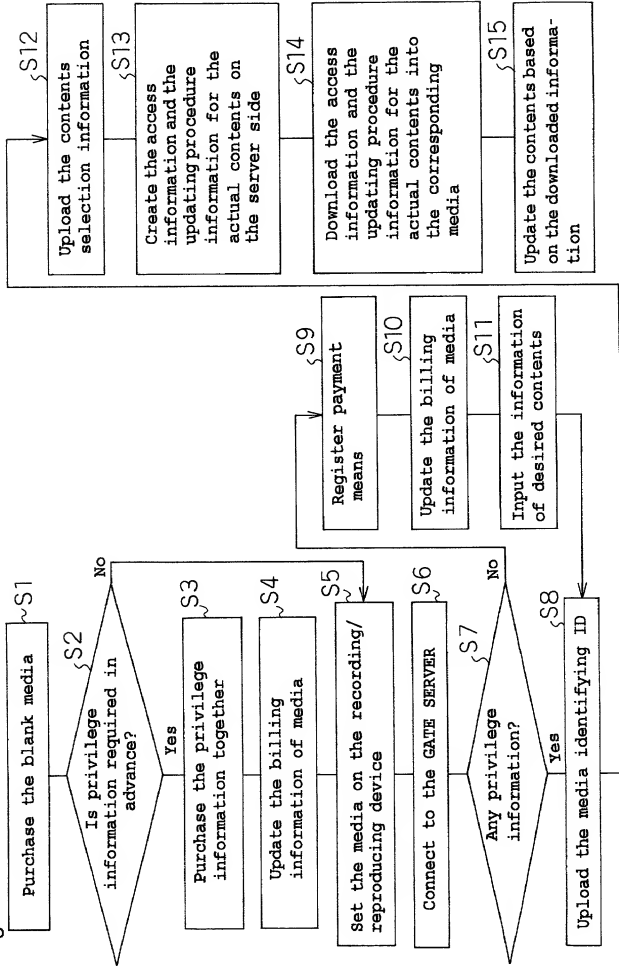 S1
Purchase the blank media
S2
Is privilege
information required in
advance?
No
Yes
S3
Purchase the privilege
information together
S4
Update the billing
information of media
S5
Set the media on the recording/
reproducing device
S6
Connect to the GATE SERVER
S7
Any privilege
information?
No
Yes
S8
Upload the media identifying ID
S9
Register payment
means
S10
Update the billing
information of media
S11
Input the information
of desired contents
S12
Upload the contents
selection information
S13
Create the access
information and the
updating procedure
information for the
actual contents on
the server side
S14
Download the access
information and the
updating procedure
information for the
actual contents into
the corresponding
media
S15
Update the contents based
on the downloaded informa-
tion